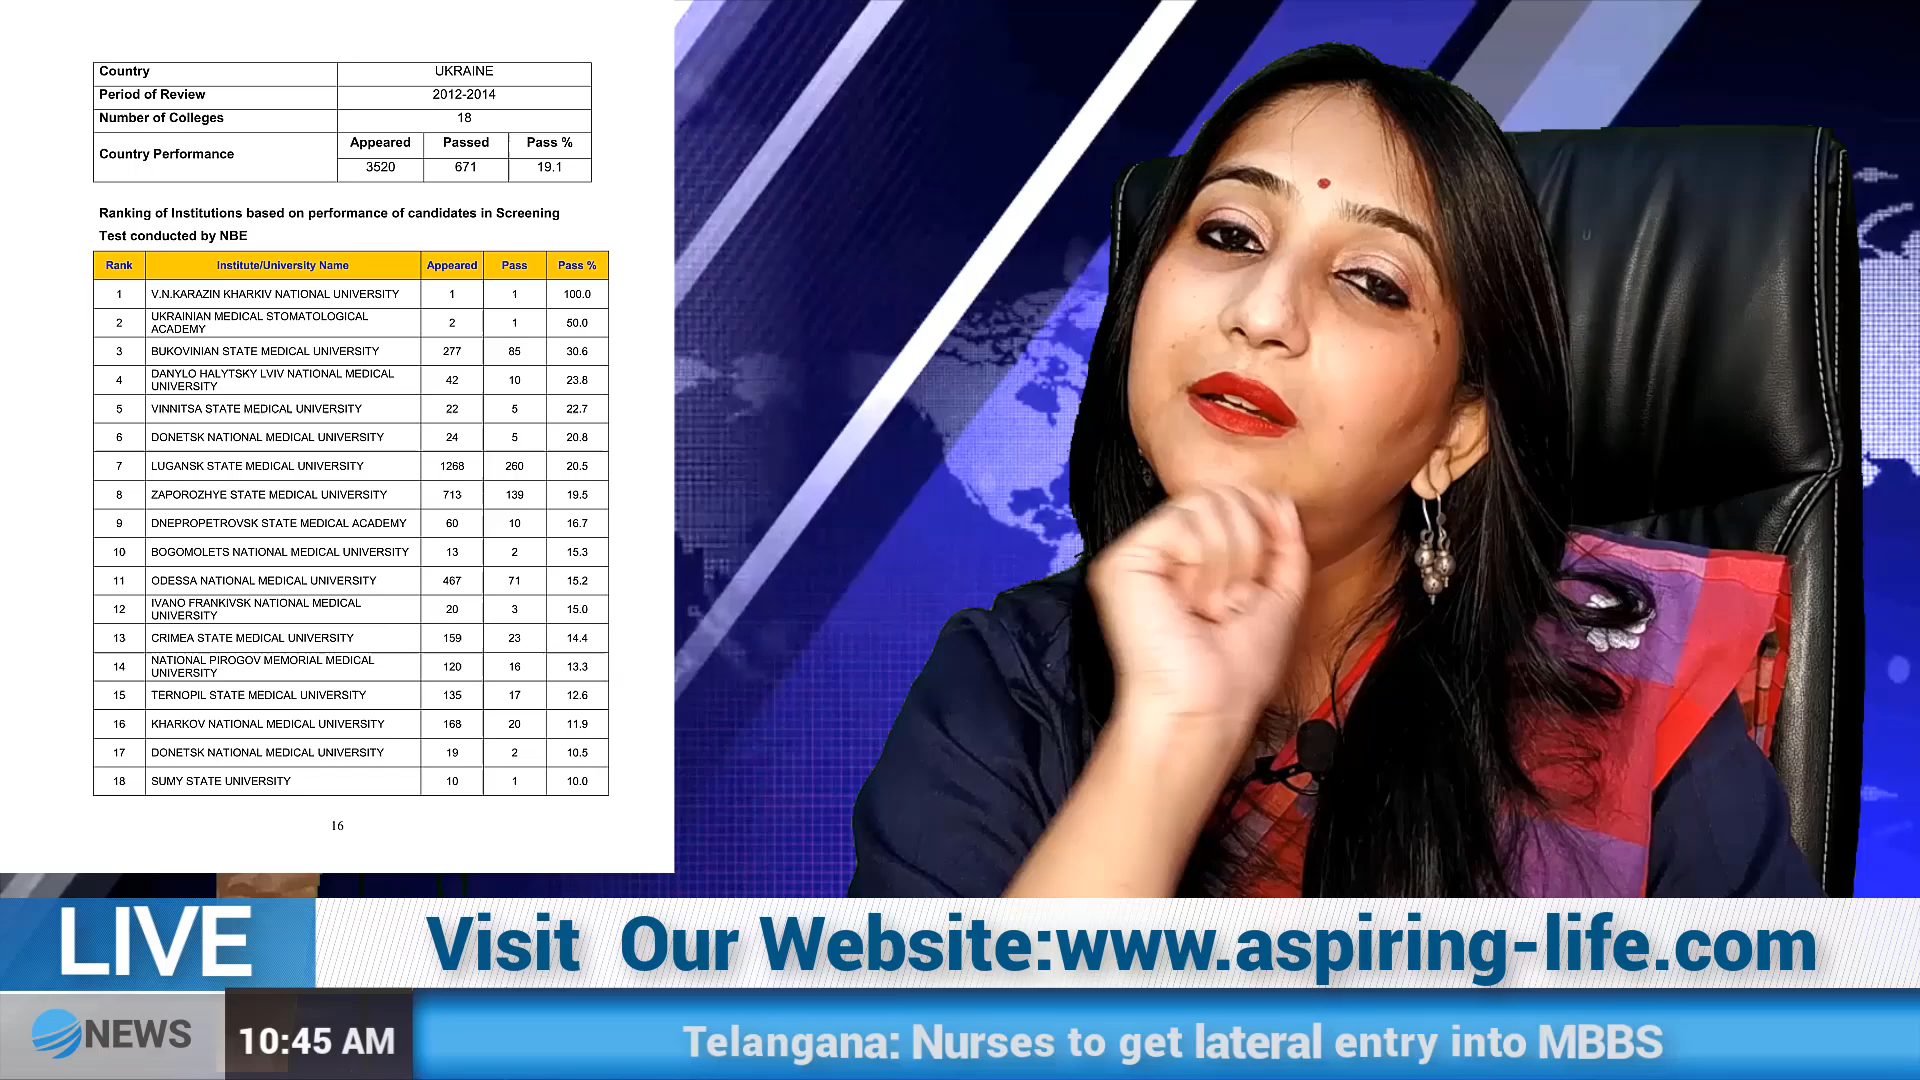 Country UKRAINE
Period of Review 2012-2014
Number of Colleges 18
Country Performance Appeared Passed Pass %
3520 671 19.1
Ranking of Institutions based on performance of candidates in Screening
Test conducted by NBE
Rank Institute/University Name Appeared Pass Pass %
1 V.N.KARAZIN KHARKIV NATIONAL UNIVERSITY 1 1 100.0
2 UKRAINIAN MEDICAL STOMATOLOGICAL
ACADEMY 2 1 50.0
3 BUKOVINIAN STATE MEDICAL UNIVERSITY 277 85 30.6
4 DANYLO HALYTSKY LVIV NATIONAL MEDICAL
UNIVERSITY 42 10 23.8
5 VINNITSA STATE MEDICAL UNIVERSITY 22 5 22.7
6 DONETSK NATIONAL MEDICAL UNIVERSITY 24 5 20.8
7 LUGANSK STATE MEDICAL UNIVERSITY 1268 260 20.5
8 ZAPOROZHYE STATE MEDICAL UNIVERSITY 713 139 19.5
9 DNEPROPETROVSK STATE MEDICAL ACADEMY 60 10 16.7
10 BOGOMOLETS NATIONAL MEDICAL UNIVERSITY 13 2 15.3
11 ODESSA NATIONAL MEDICAL UNIVERSITY 467 71 15.2
12 IVANO FRANKIVSK NATIONAL MEDICAL
UNIVERSITY 20 3 15.0
13 CRIMEA STATE MEDICAL UNIVERSITY 159 23 14.4
14 NATIONAL PIROGOV MEMORIAL MEDICAL
UNIVERSITY 120 16 13.3
15 TERNOPIL STATE MEDICAL UNIVERSITY 135 17 12.6
16 KHARKOV NATIONAL MEDICAL UNIVERSITY 168 20 11.9
17 DONETSK NATIONAL MEDICAL UNIVERSITY 19 2 10.5
18 SUMY STATE UNIVERSITY 10 1 10.0
16
LIVE Visit Our Website:www.aspiring-life.com
NEWS 10:45 AM Telangana: Nurses to get lateral entry into MBBS